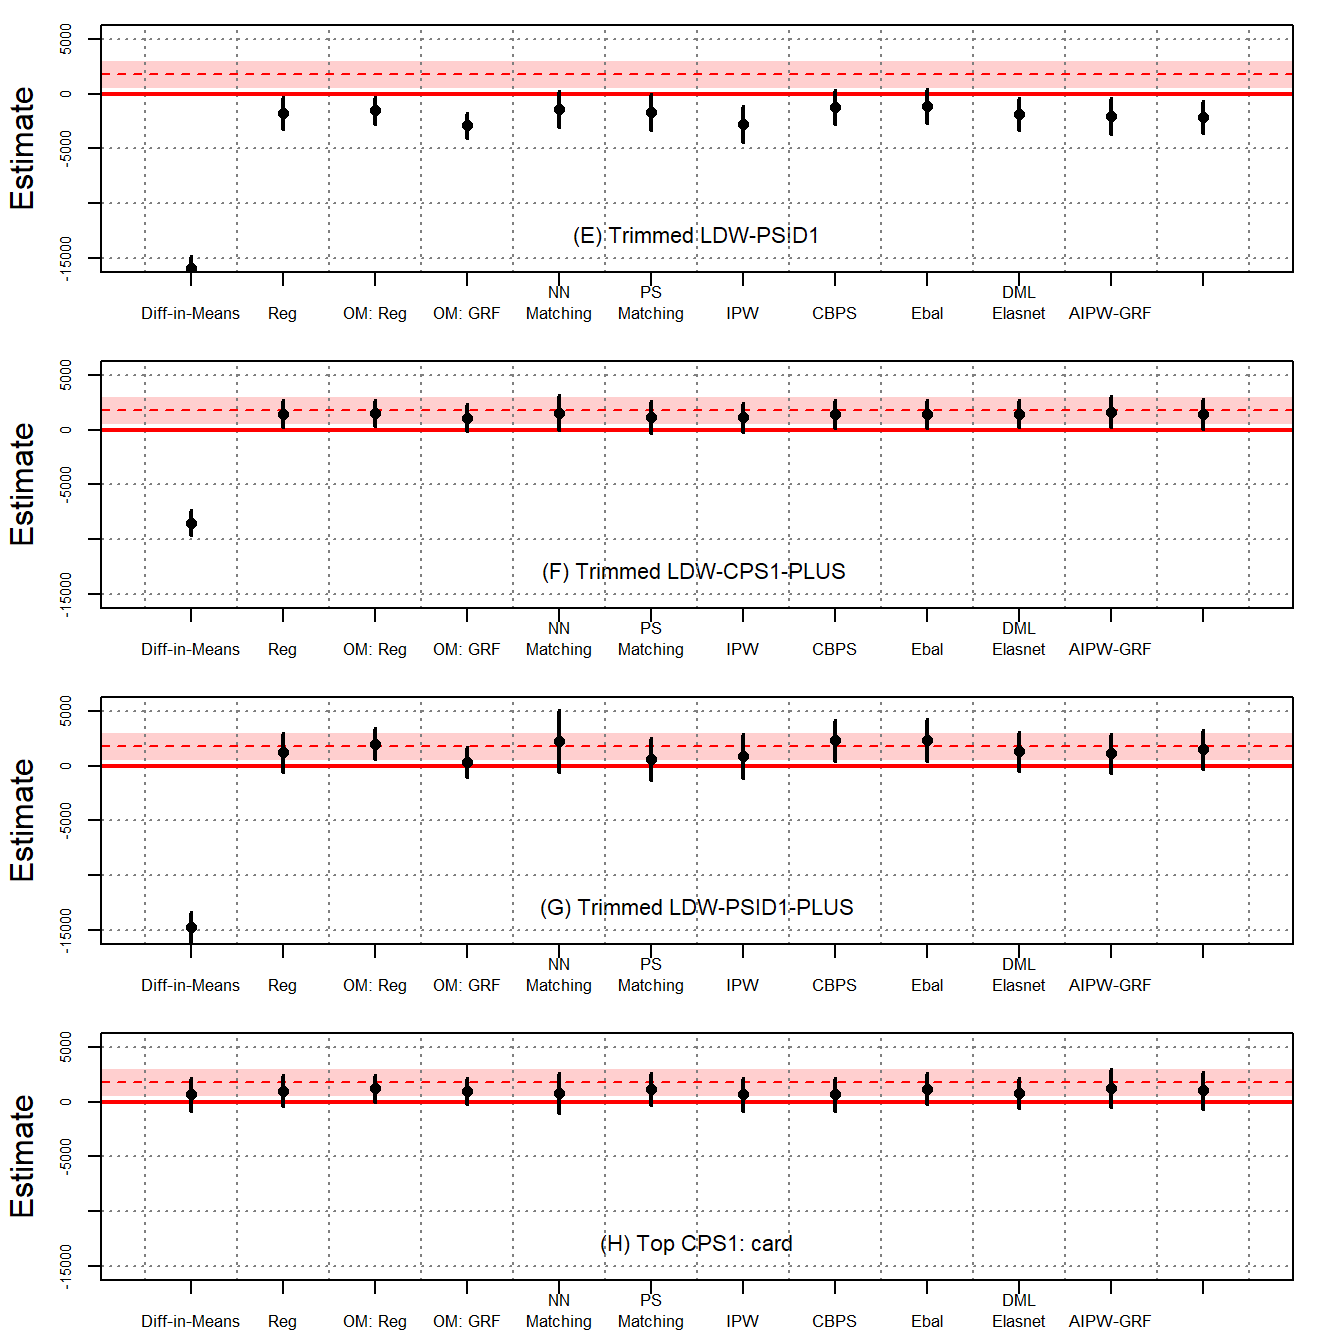 5000
0
-5000
-15000
Estimate
(E) Trimmed LDW-PSID1
NN PS DML
Diff-in-Means Reg OM: Reg OM: GRF Matching Matching IPW CBPS Ebal Elasnet AIPW-GRF
5000
0
-5000
-15000
Estimate
(F) Trimmed LDW-CPS1-PLUS
NN PS DML
Diff-in-Means Reg OM: Reg OM: GRF Matching Matching IPW CBPS Ebal Elasnet AIPW-GRF
5000
0
-5000
-15000
Estimate
(G) Trimmed LDW-PSID1-PLUS
NN PS DML
Diff-in-Means Reg OM: Reg OM: GRF Matching Matching IPW CBPS Ebal Elasnet AIPW-GRF
5000
0
-5000
-15000
Estimate
(H) Top CPS1: card
NN PS DML
Diff-in-Means Reg OM: Reg OM: GRF Matching Matching IPW CBPS Ebal Elasnet AIPW-GRF